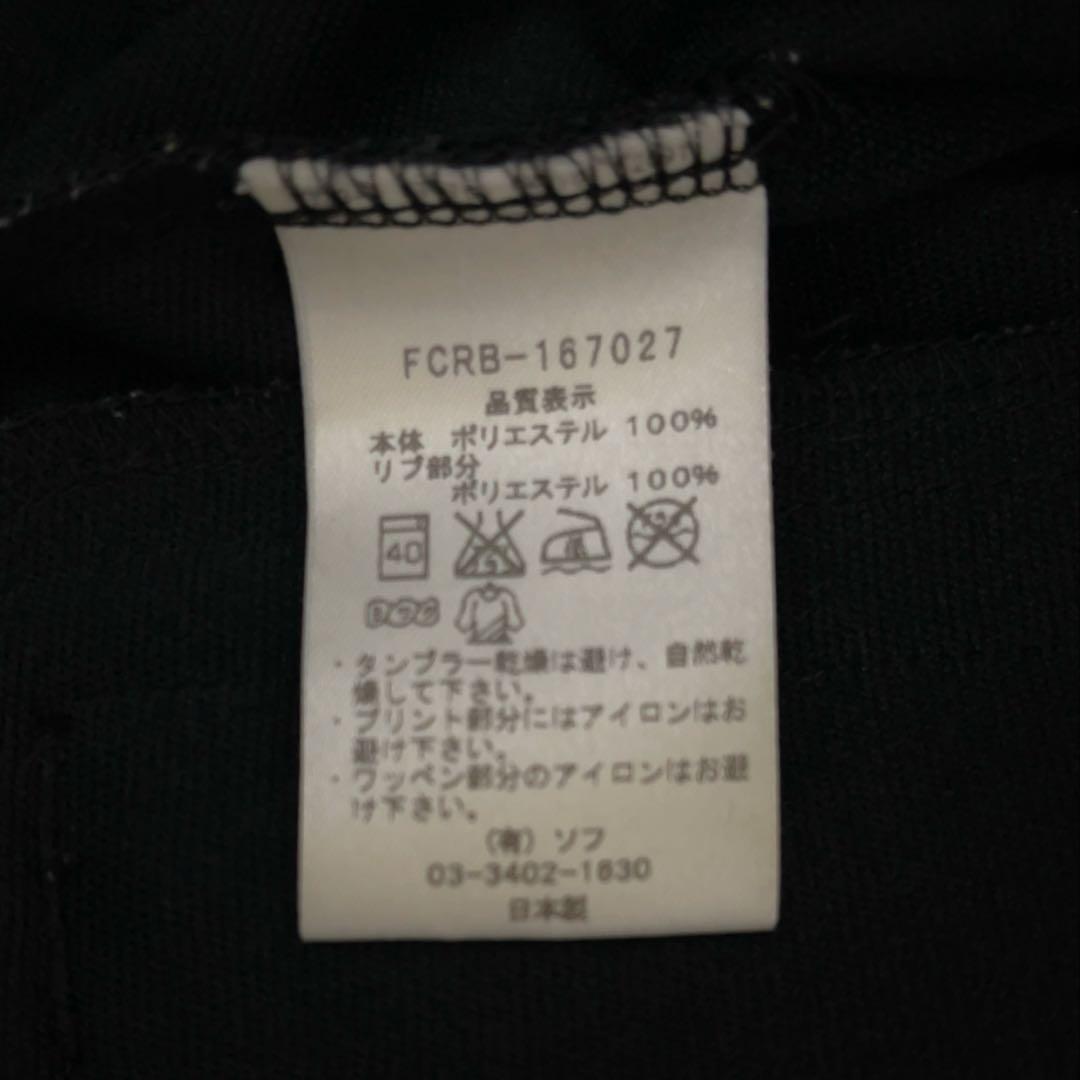 FCRB-167027
品質表示
本体 ポリエステル 100%
リブ部分
ポリエステル 100%
40
・タンブラー乾燥は避け、自然乾
燥して下さい。
・プリント部分にはアイロンはお
避け下さい。
・ワッペン部分のアイロンはお避
け下さい。
(有) ソフ
03-3402-1630
日本製